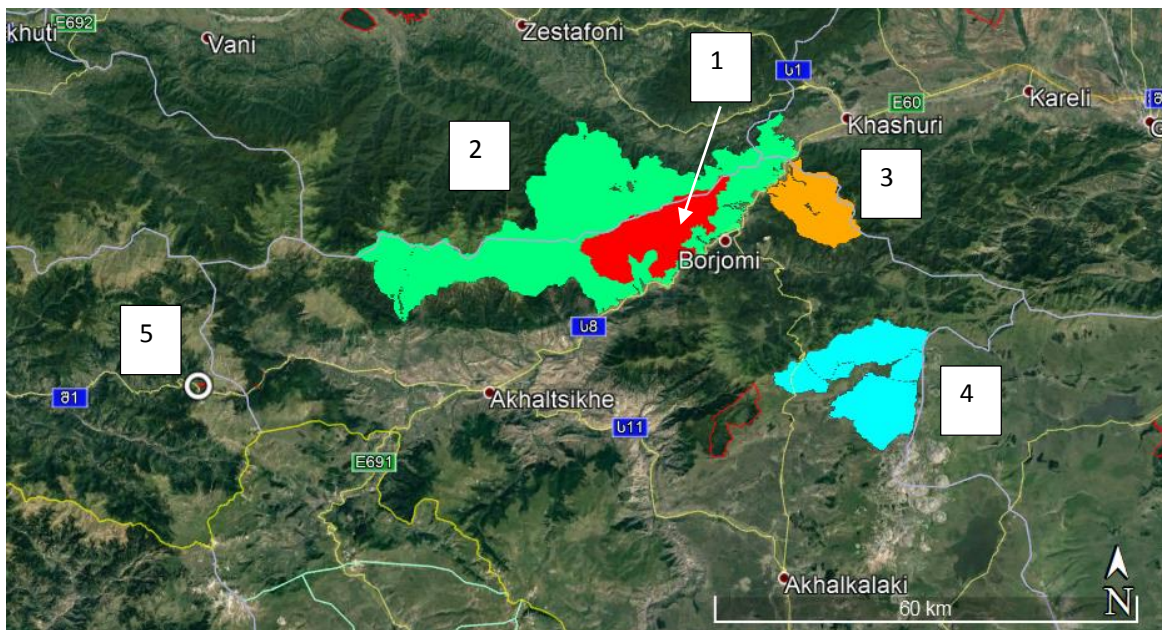 khuti
E692
Vani
Zestafoni
1
ს1
Kareli
E60
Khashuri
2
3
Borjomi
5
ს8
4
Akhaltsikhe
შ1
ს11
E691
Akhalkalaki
60 km
N